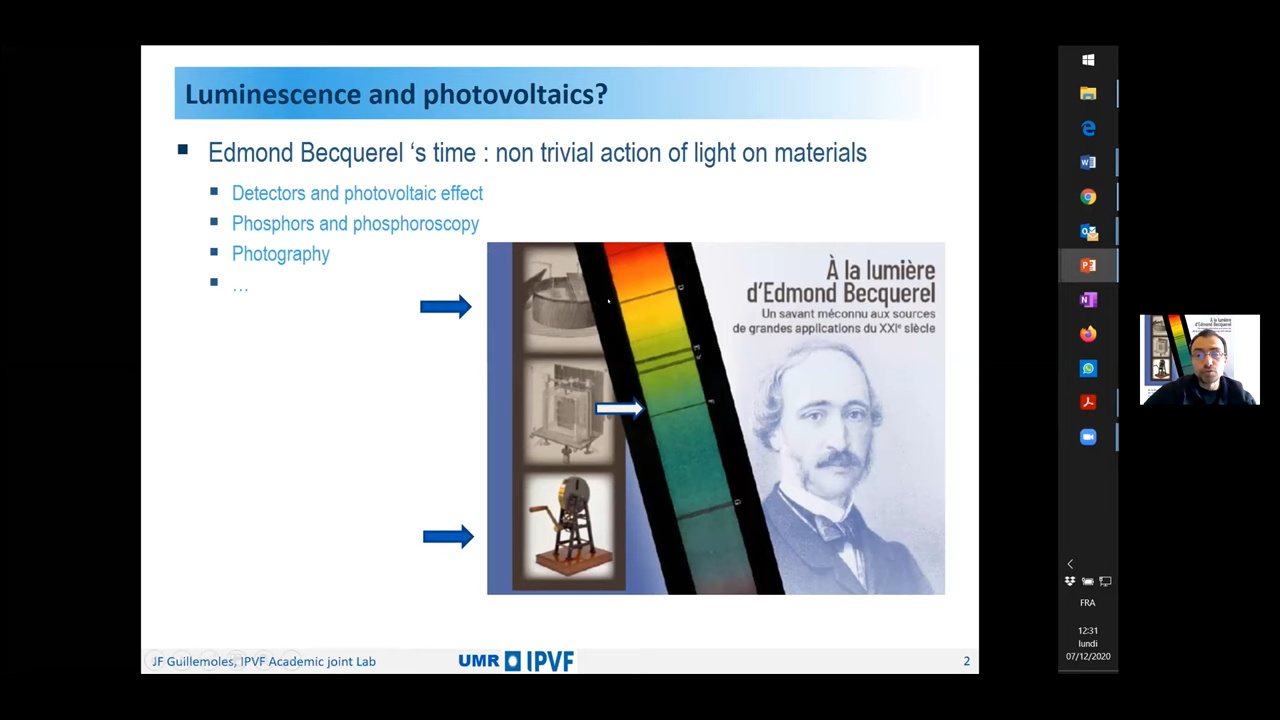 Luminescence and photovoltaics?
Edmond Becquerel ‘s time : non trivial action of light on materials
Detectors and photovoltaic effect
Phosphors and phosphoroscopy
Photography
…
À la lumière
d’Edmond Becquerel
Un savant méconnu aux sources
de grandes applications du XXIᵉ siècle
D
F
G
JF Guillemoles, IPVF Academic joint Lab
UMR IPVF
2
FRA
12:31
lundi
07/12/2020